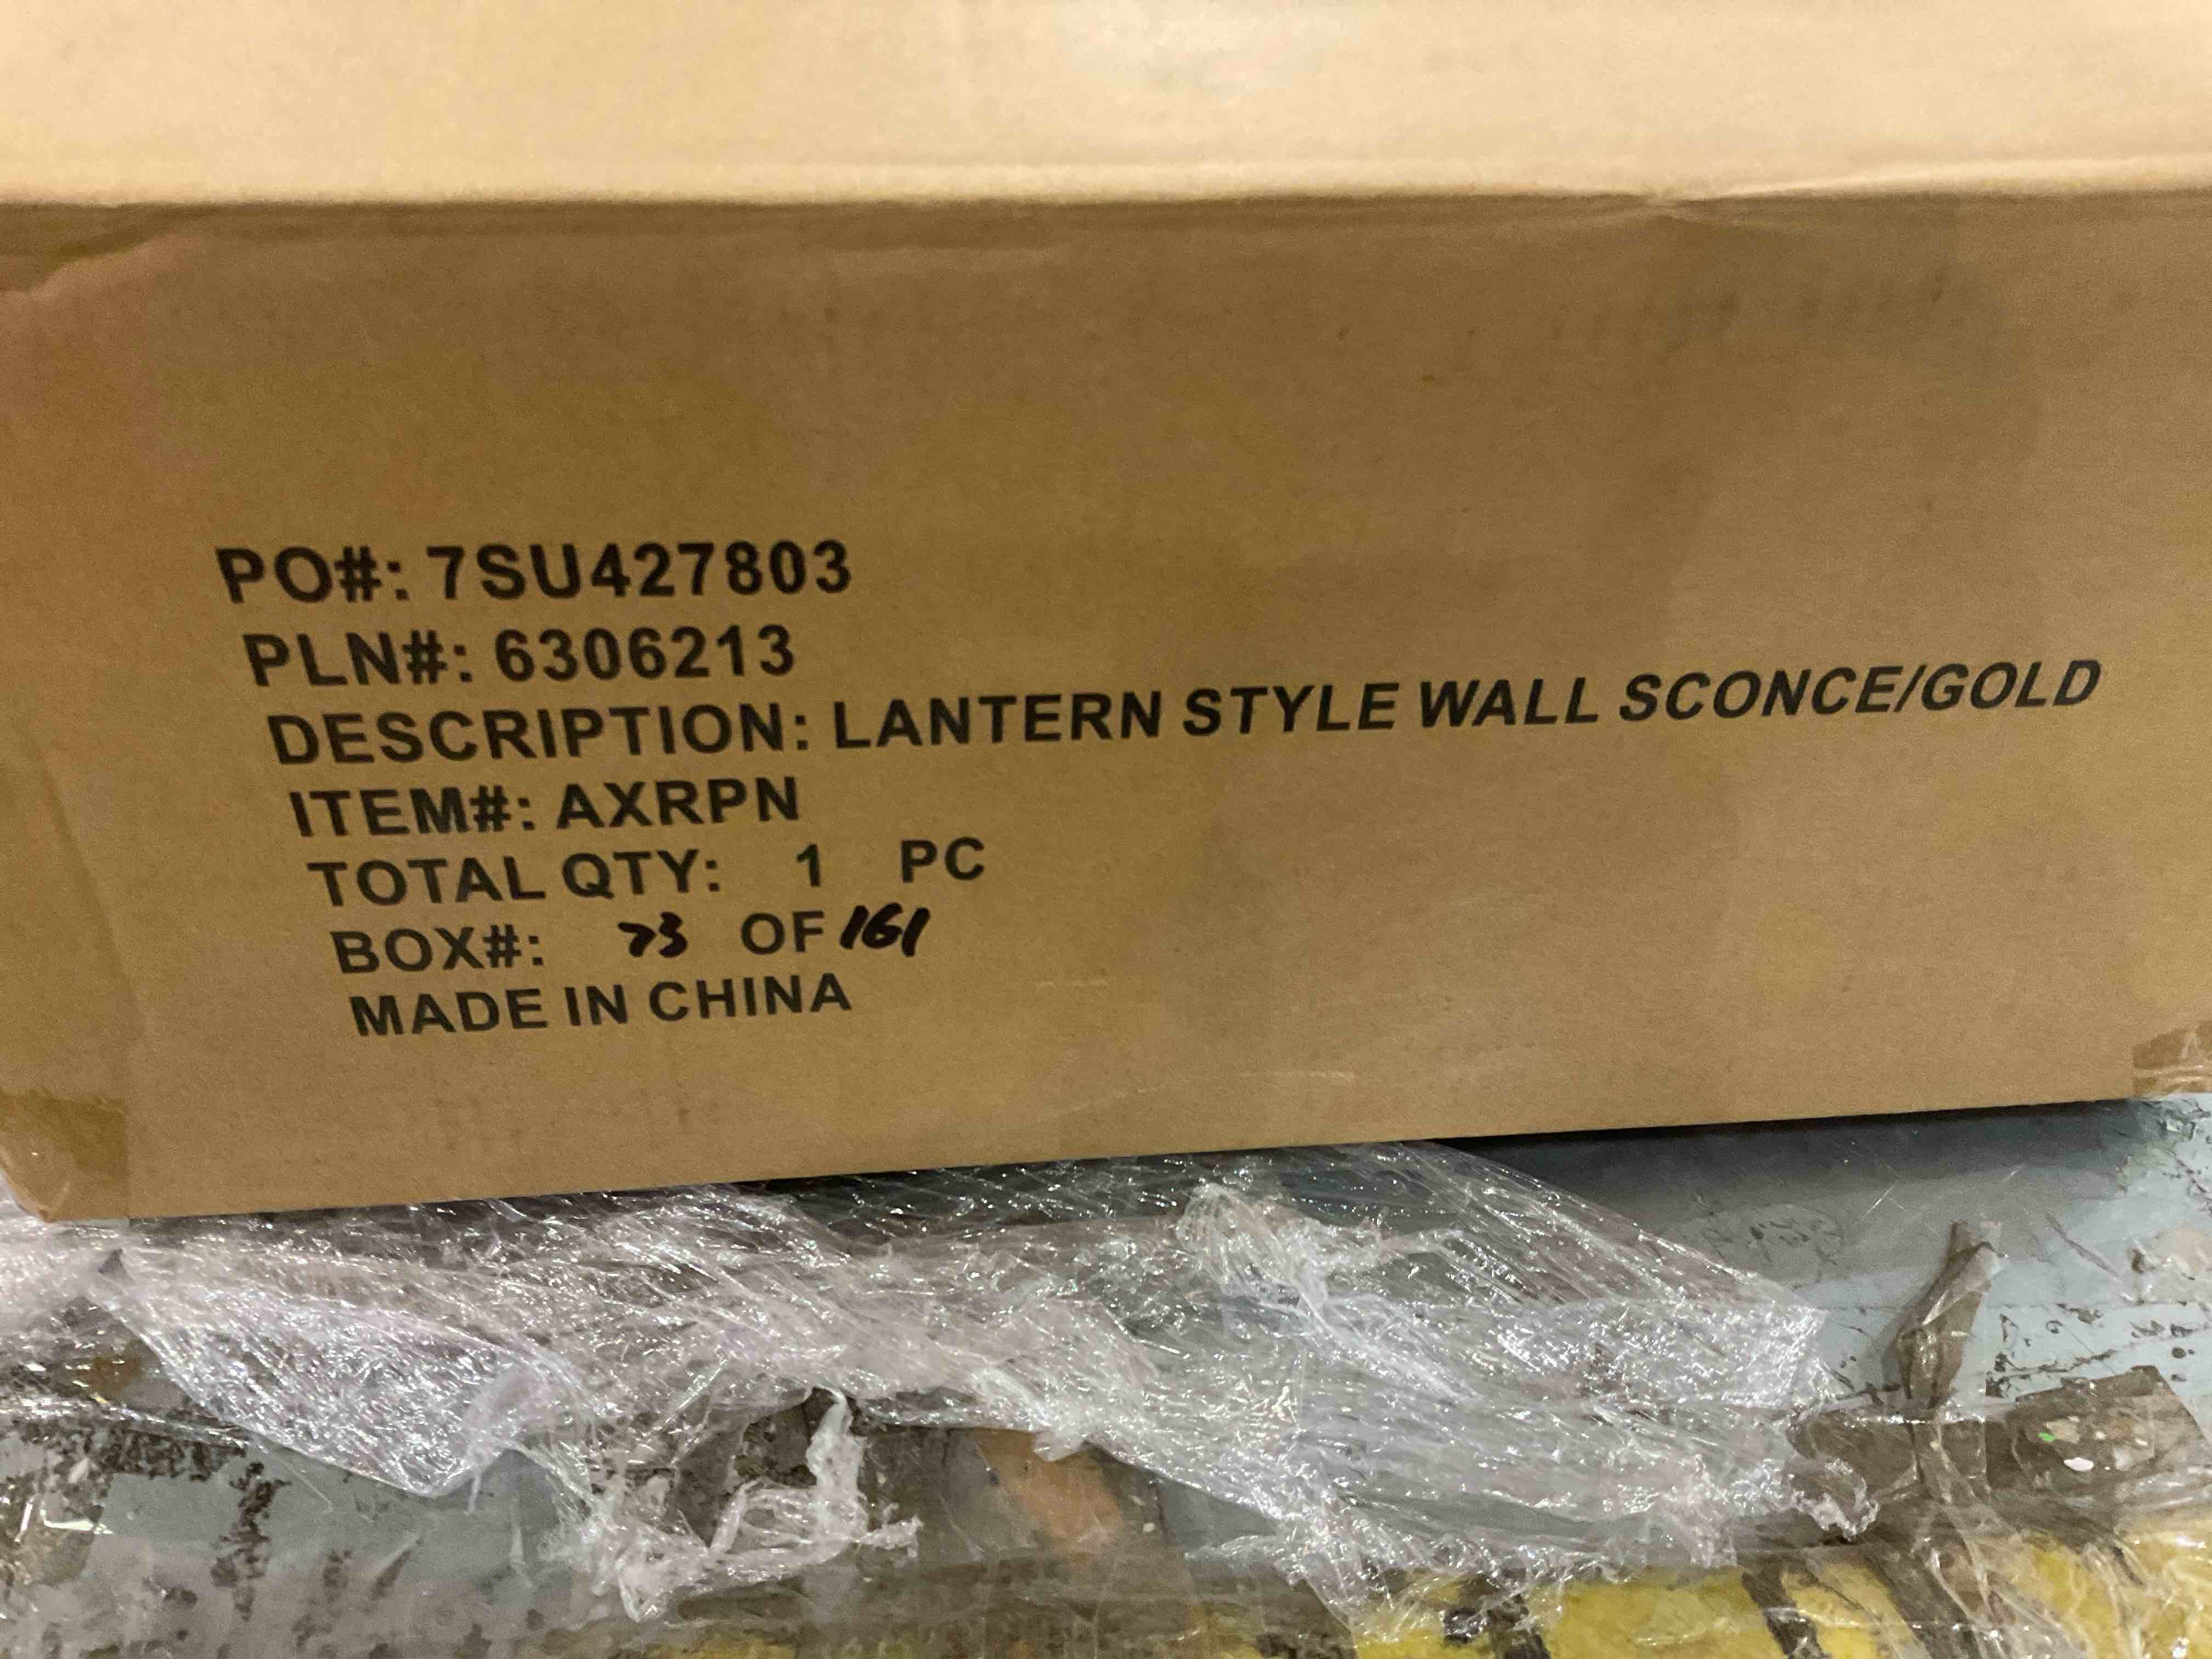 PO#: 7SU427803
PLN#: 6306213
DESCRIPTION: LANTERN STYLE WALL SCONCE/GOLD
ITEM#: AXRPN
TOTAL QTY: 1 PC
BOX#: 73 OF 161
MADE IN CHINA